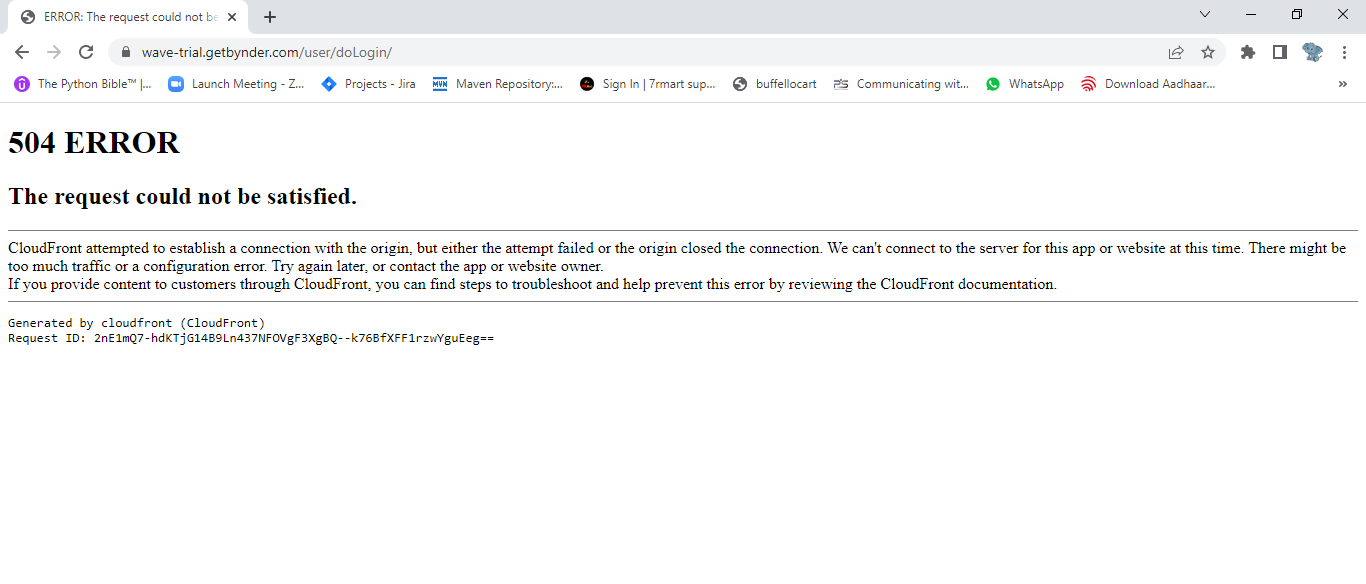 ERROR: The request could not be
wave-trial.getbynder.com/user/doLogin/
The Python Bible™ |...
Launch Meeting - Z...
Projects - Jira
MVN
Maven Repository:...
Sign In | 7rmart sup...
buffellocart
Communicating wit...
WhatsApp
Download Aadhaar...
504 ERROR
The request could not be satisfied.
CloudFront attempted to establish a connection with the origin, but either the attempt failed or the origin closed the connection. We can't connect to the server for this app or website at this time. There might be
too much traffic or a configuration error. Try again later, or contact the app or website owner.
If you provide content to customers through CloudFront, you can find steps to troubleshoot and help prevent this error by reviewing the CloudFront documentation.
Generated by cloudfront (CloudFront)
Request ID: 2nE1mQ7-hdKTjG14B9Ln437NFOVgF3XgBQ--k76BfXFF1rzwYguEeg==